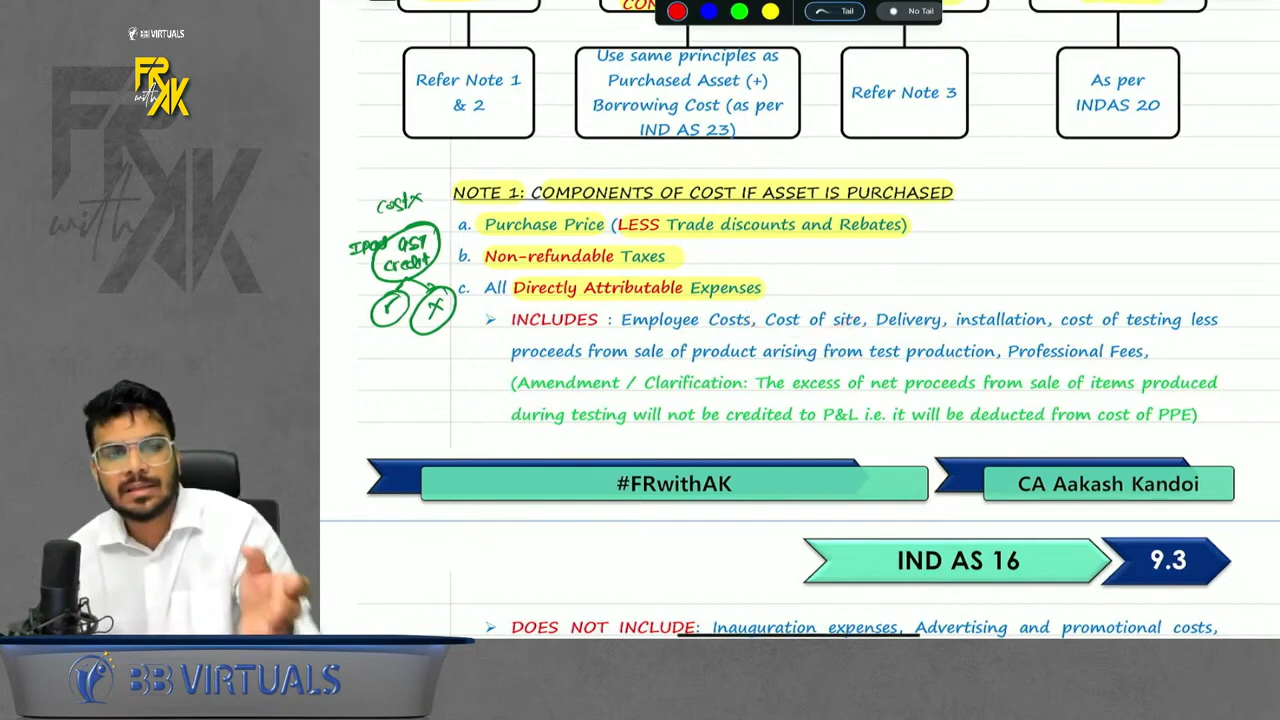 BB VIRTUALS
FR
with
AK
FR
with
AK
CON
Tail
No Tail
Refer Note 1
& 2
Use same principles as
Purchased Asset (+)
Borrowing Cost (as per
IND AS 23)
Refer Note 3
As per
INDAS 20
NOTE 1: COMPONENTS OF COST IF ASSET IS PURCHASED
costx
a. Purchase Price (LESS Trade discounts and Rebates)
GST
credit
b. Non-refundable Taxes
c. All Directly Attributable Expenses
➢ INCLUDES : Employee Costs, Cost of site, Delivery, installation, cost of testing less
proceeds from sale of product arising from test production, Professional Fees,
(Amendment / Clarification: The excess of net proceeds from sale of items produced
during testing will not be credited to P&L i.e. it will be deducted from cost of PPE)
#FRwithAK
CA Aakash Kandoi
IND AS 16
9.3
➢ DOES NOT INCLUDE: Inauguration expenses, Advertising and promotional costs,
BB VIRTUALS